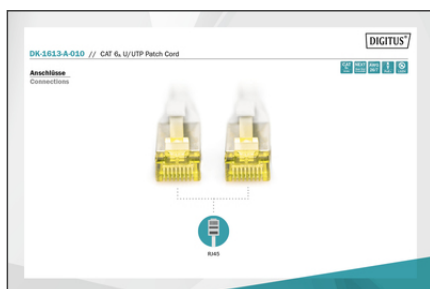 DIGITUS®
DK-1613-A-010 // CAT 6A U/UTP Patch Cord
Anschlüsse
Connections
RJ45